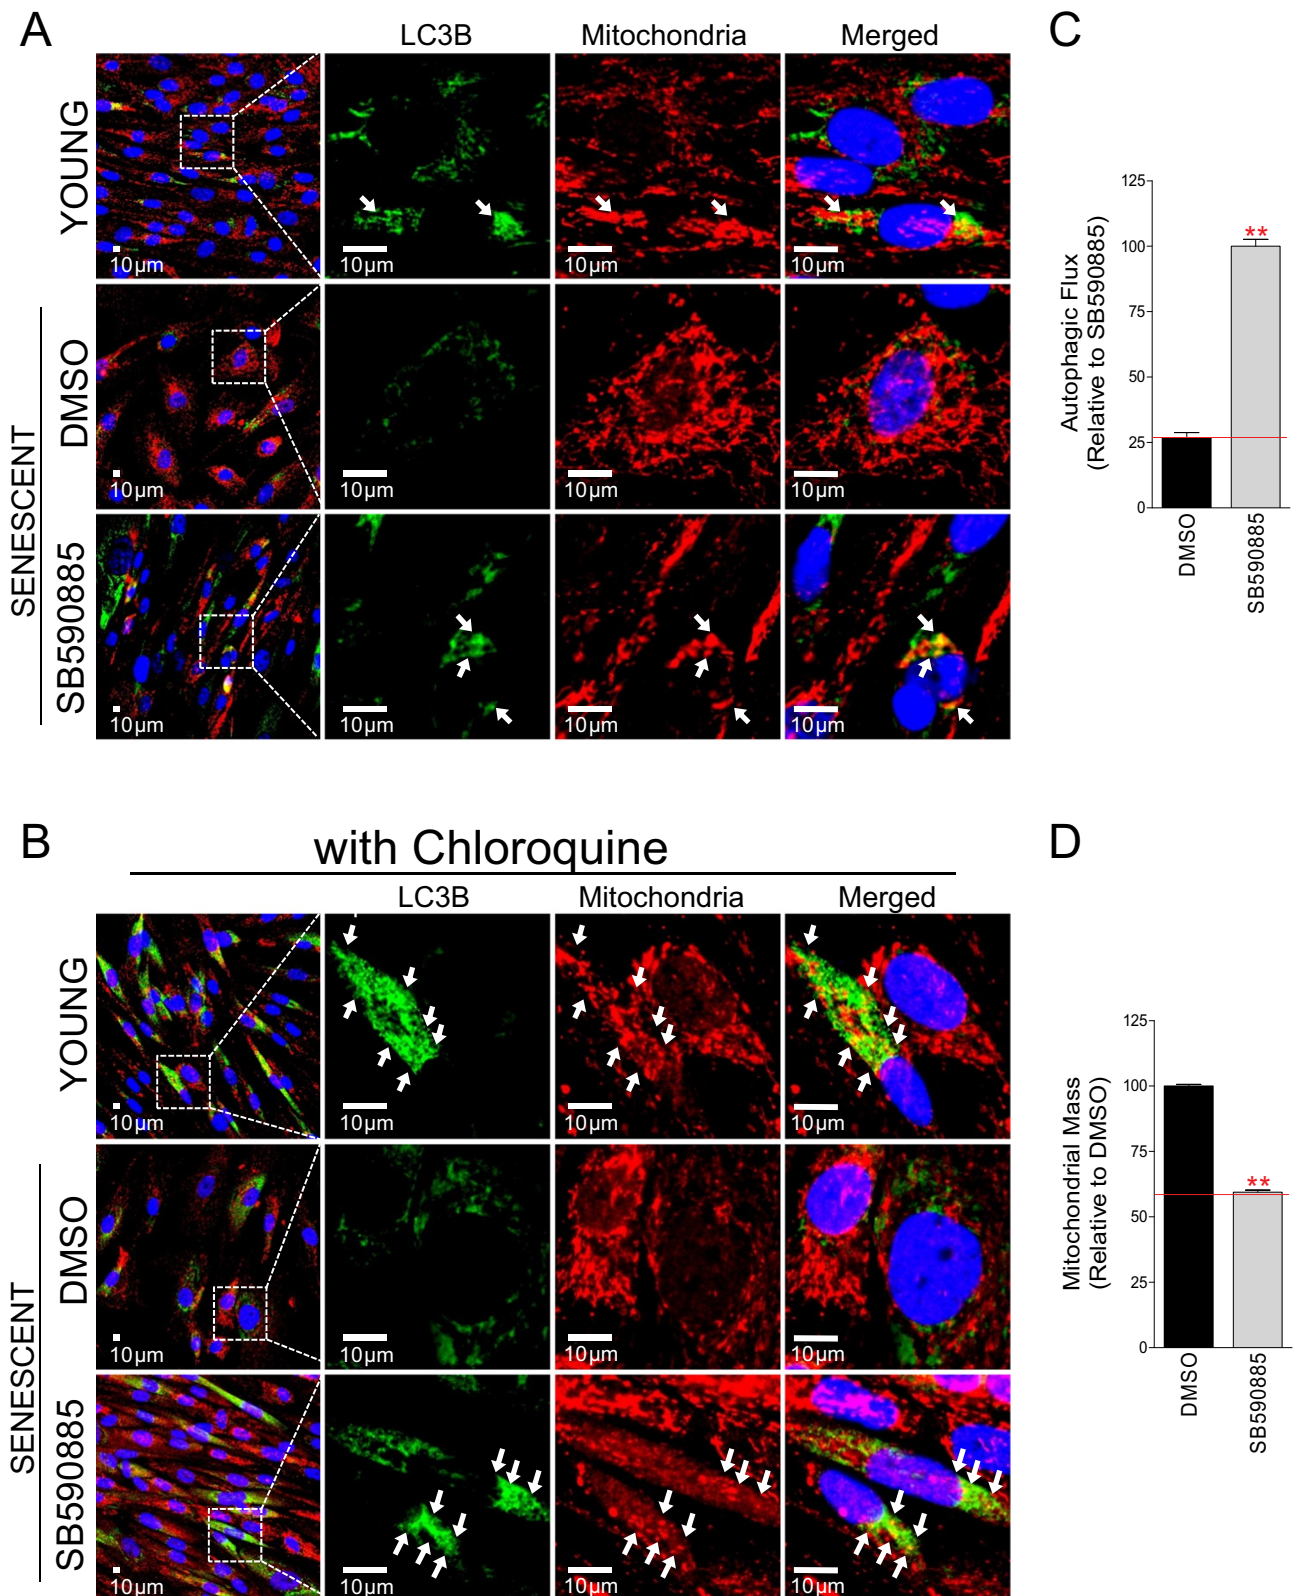 A
LC3B Mitochondria Merged
YOUNG
10µm 10µm 10µm 10µm
SENESCENT
DMSO
10µm 10µm 10µm 10µm
SB590885
10µm 10µm 10µm 10µm
C
Autophagic Flux
(Relative to SB590885)
125
100
75
50
25
0
**
DMSO
SB590885
B
with Chloroquine
LC3B Mitochondria Merged
YOUNG
10µm 10µm 10µm 10µm
SENESCENT
DMSO
10µm 10µm 10µm 10µm
SB590885
10µm 10µm 10µm 10µm
D
Mitochondrial Mass
(Relative to DMSO)
125
100
75
50
25
0
**
DMSO
SB590885